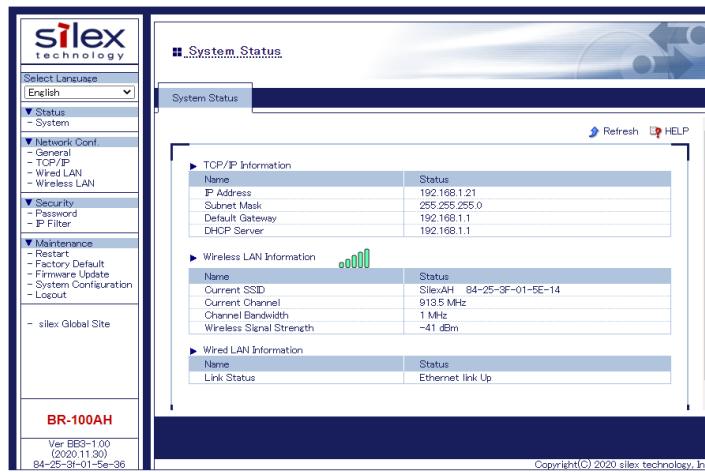 silex
technology
Select Language
English
▼ Status
– System
▼ Network Conf.
– General
– TCP/IP
– Wired LAN
– Wireless LAN
▼ Security
– Password
– IP Filter
▼ Maintenance
– Restart
– Factory Default
– Firmware Update
– System Configuration
– Logout
– silex Global Site
BR-100AH
Ver BB3-1.00
(2020.11.30)
84-25-3f-01-5e-36
System Status
System Status
Refresh HELP
▶ TCP/IP Information
Name Status
IP Address 192.168.1.21
Subnet Mask 255.255.255.0
Default Gateway 192.168.1.1
DHCP Server 192.168.1.1
▶ Wireless LAN Information
Name Status
Current SSID SilexAH 84-25-3F-01-5E-14
Current Channel 913.5 MHz
Channel Bandwidth 1 MHz
Wireless Signal Strength -41 dBm
▶ Wired LAN Information
Name Status
Link Status Ethernet link Up
Copyright(C) 2020 silex technology, In